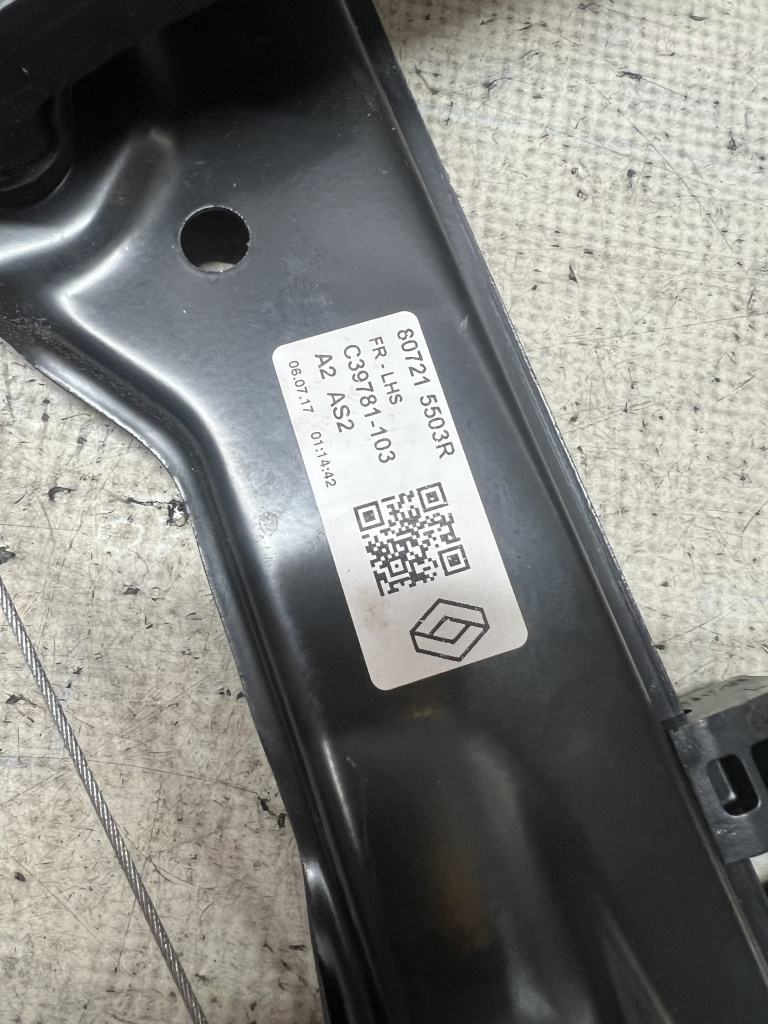 80721 5503R
FR - LHS
C39781-103
A2 AS2
06.07.17 01:14:42